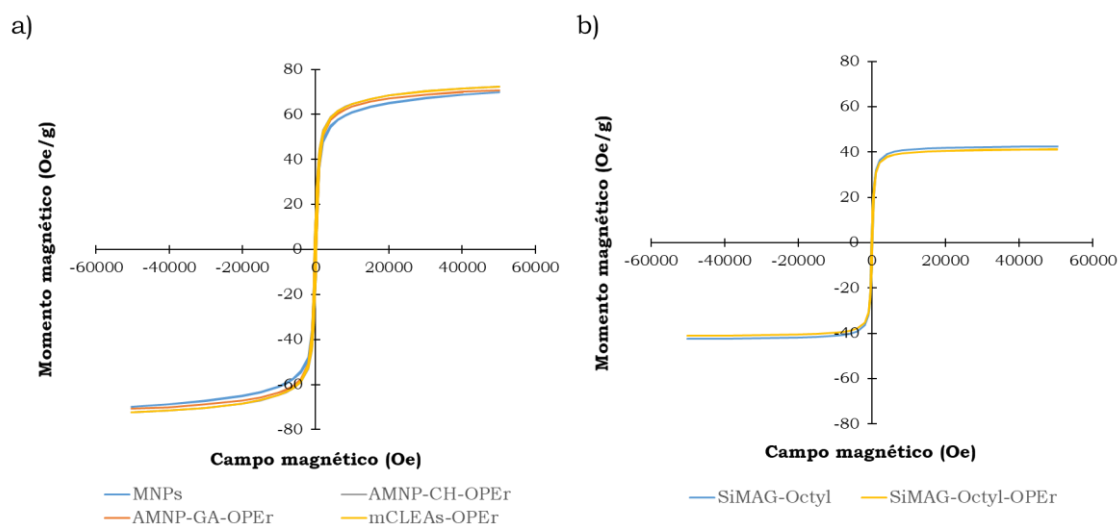 a)
Momento magnético (Oe/g)
80
60
40
20
0
-20
-40
-60
-80
-60000 -40000 -20000 0 20000 40000 60000
Campo magnético (Oe)
MNPs AMNP-CH-OPEr
AMNP-GA-OPEr mCLEAs-OPEr
b)
Momento magnético (Oe/g)
80
60
40
20
0
-20
-40
-60
-80
-60000 -40000 -20000 0 20000 40000 60000
Campo magnético (Oe)
SiMAG-Octyl SiMAG-Octyl-OPEr